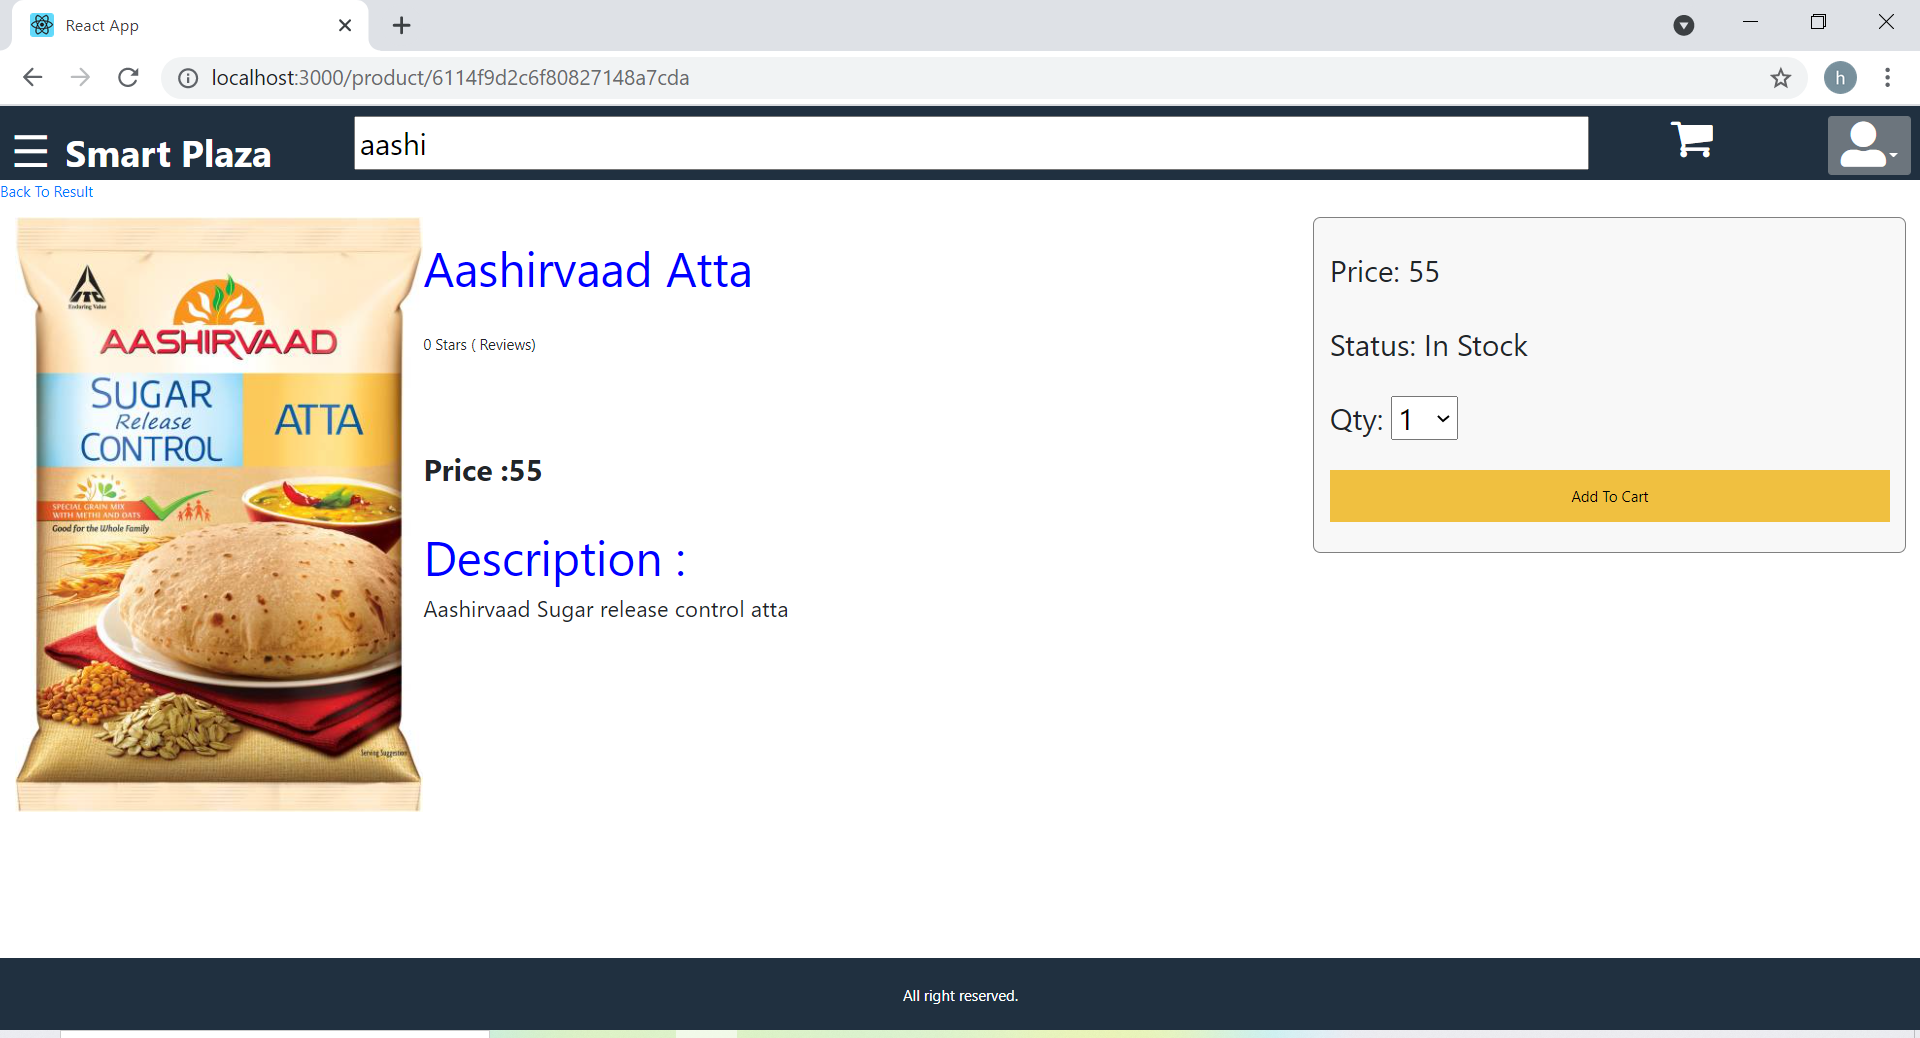 React App
localhost:3000/product/6114f9d2c6f80827148a7cda
h
Smart Plaza
aashi
Back To Result
ITC
Enduring Value
AASHIRVAAD
SUGAR
Release
CONTROL
ATTA
SPECIAL GRAIN MIX
WITH METHI AND OATS
Good for the Whole Family
Serving Suggestion
Aashirvaad Atta
0 Stars ( Reviews)
Price :55
Description :
Aashirvaad Sugar release control atta
Price: 55
Status: In Stock
Qty: 1
Add To Cart
All right reserved.